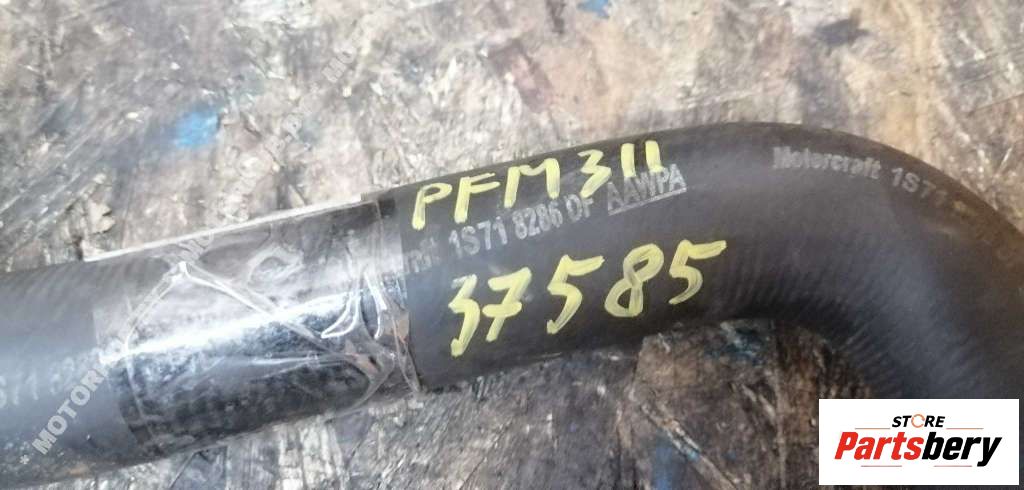 PFM311
1S71 8286 DF AAWPA
37585
Motorcraft 1S71
STORE
Partsbery